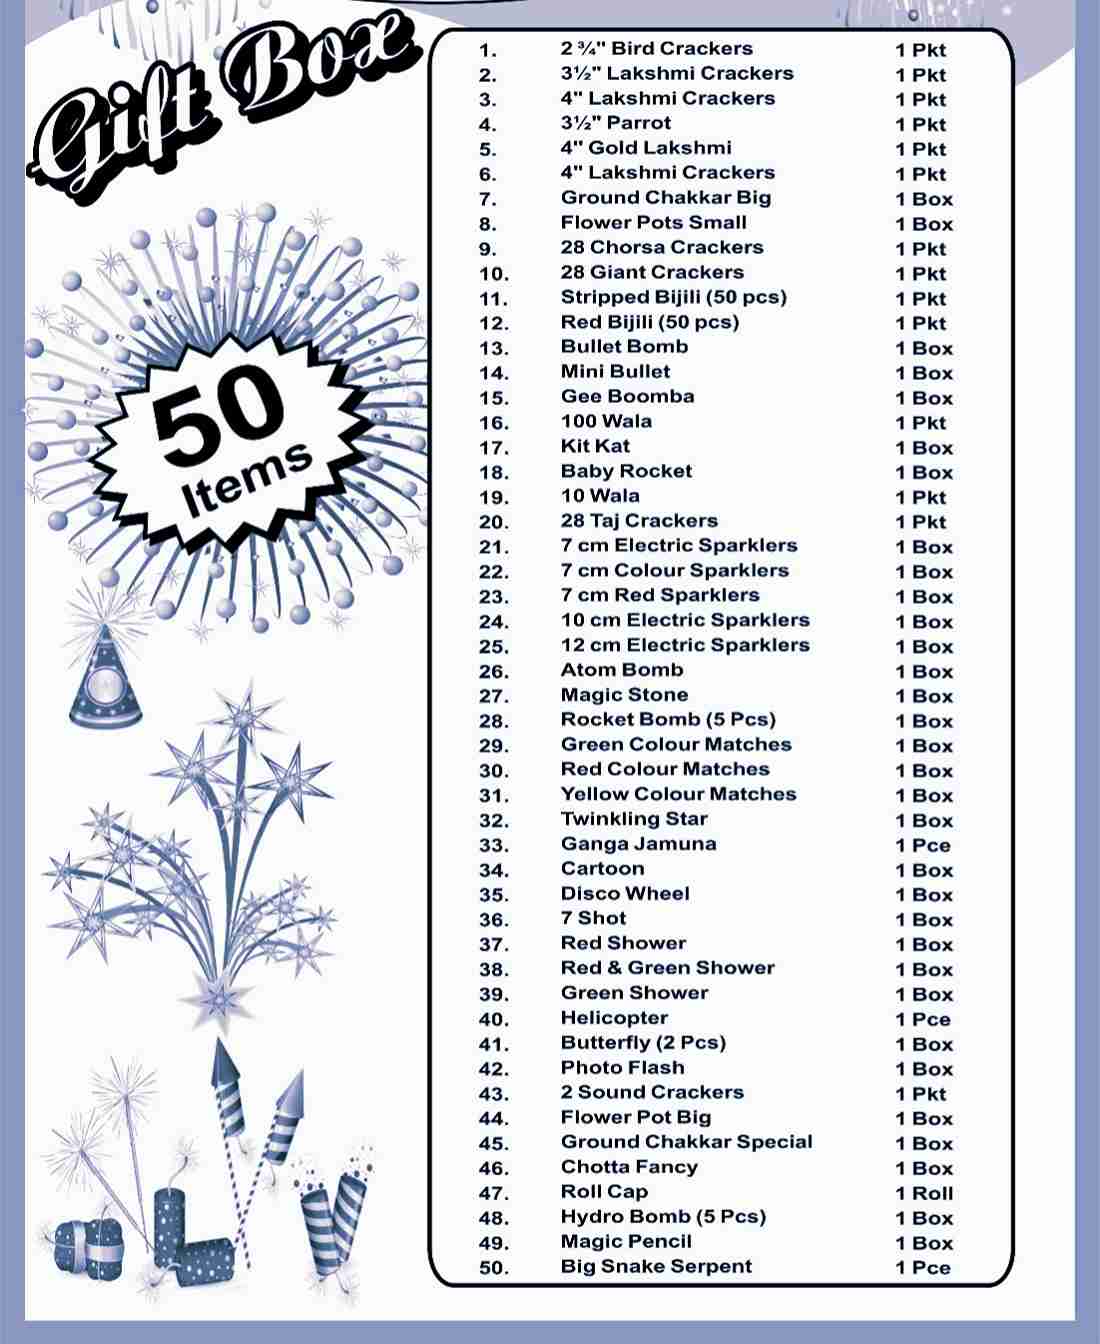 Gift Box
50
Items
1. 2 ¾" Bird Crackers 1 Pkt
2. 3½" Lakshmi Crackers 1 Pkt
3. 4" Lakshmi Crackers 1 Pkt
4. 3½" Parrot 1 Pkt
5. 4" Gold Lakshmi 1 Pkt
6. 4" Lakshmi Crackers 1 Pkt
7. Ground Chakkar Big 1 Box
8. Flower Pots Small 1 Box
9. 28 Chorsa Crackers 1 Pkt
10. 28 Giant Crackers 1 Pkt
11. Stripped Bijili (50 pcs) 1 Pkt
12. Red Bijili (50 pcs) 1 Pkt
13. Bullet Bomb 1 Box
14. Mini Bullet 1 Box
15. Gee Boomba 1 Box
16. 100 Wala 1 Pkt
17. Kit Kat 1 Box
18. Baby Rocket 1 Box
19. 10 Wala 1 Pkt
20. 28 Taj Crackers 1 Pkt
21. 7 cm Electric Sparklers 1 Box
22. 7 cm Colour Sparklers 1 Box
23. 7 cm Red Sparklers 1 Box
24. 10 cm Electric Sparklers 1 Box
25. 12 cm Electric Sparklers 1 Box
26. Atom Bomb 1 Box
27. Magic Stone 1 Box
28. Rocket Bomb (5 Pcs) 1 Box
29. Green Colour Matches 1 Box
30. Red Colour Matches 1 Box
31. Yellow Colour Matches 1 Box
32. Twinkling Star 1 Box
33. Ganga Jamuna 1 Pce
34. Cartoon 1 Box
35. Disco Wheel 1 Box
36. 7 Shot 1 Box
37. Red Shower 1 Box
38. Red & Green Shower 1 Box
39. Green Shower 1 Box
40. Helicopter 1 Pce
41. Butterfly (2 Pcs) 1 Box
42. Photo Flash 1 Box
43. 2 Sound Crackers 1 Pkt
44. Flower Pot Big 1 Box
45. Ground Chakkar Special 1 Box
46. Chotta Fancy 1 Box
47. Roll Cap 1 Roll
48. Hydro Bomb (5 Pcs) 1 Box
49. Magic Pencil 1 Box
50. Big Snake Serpent 1 Pce